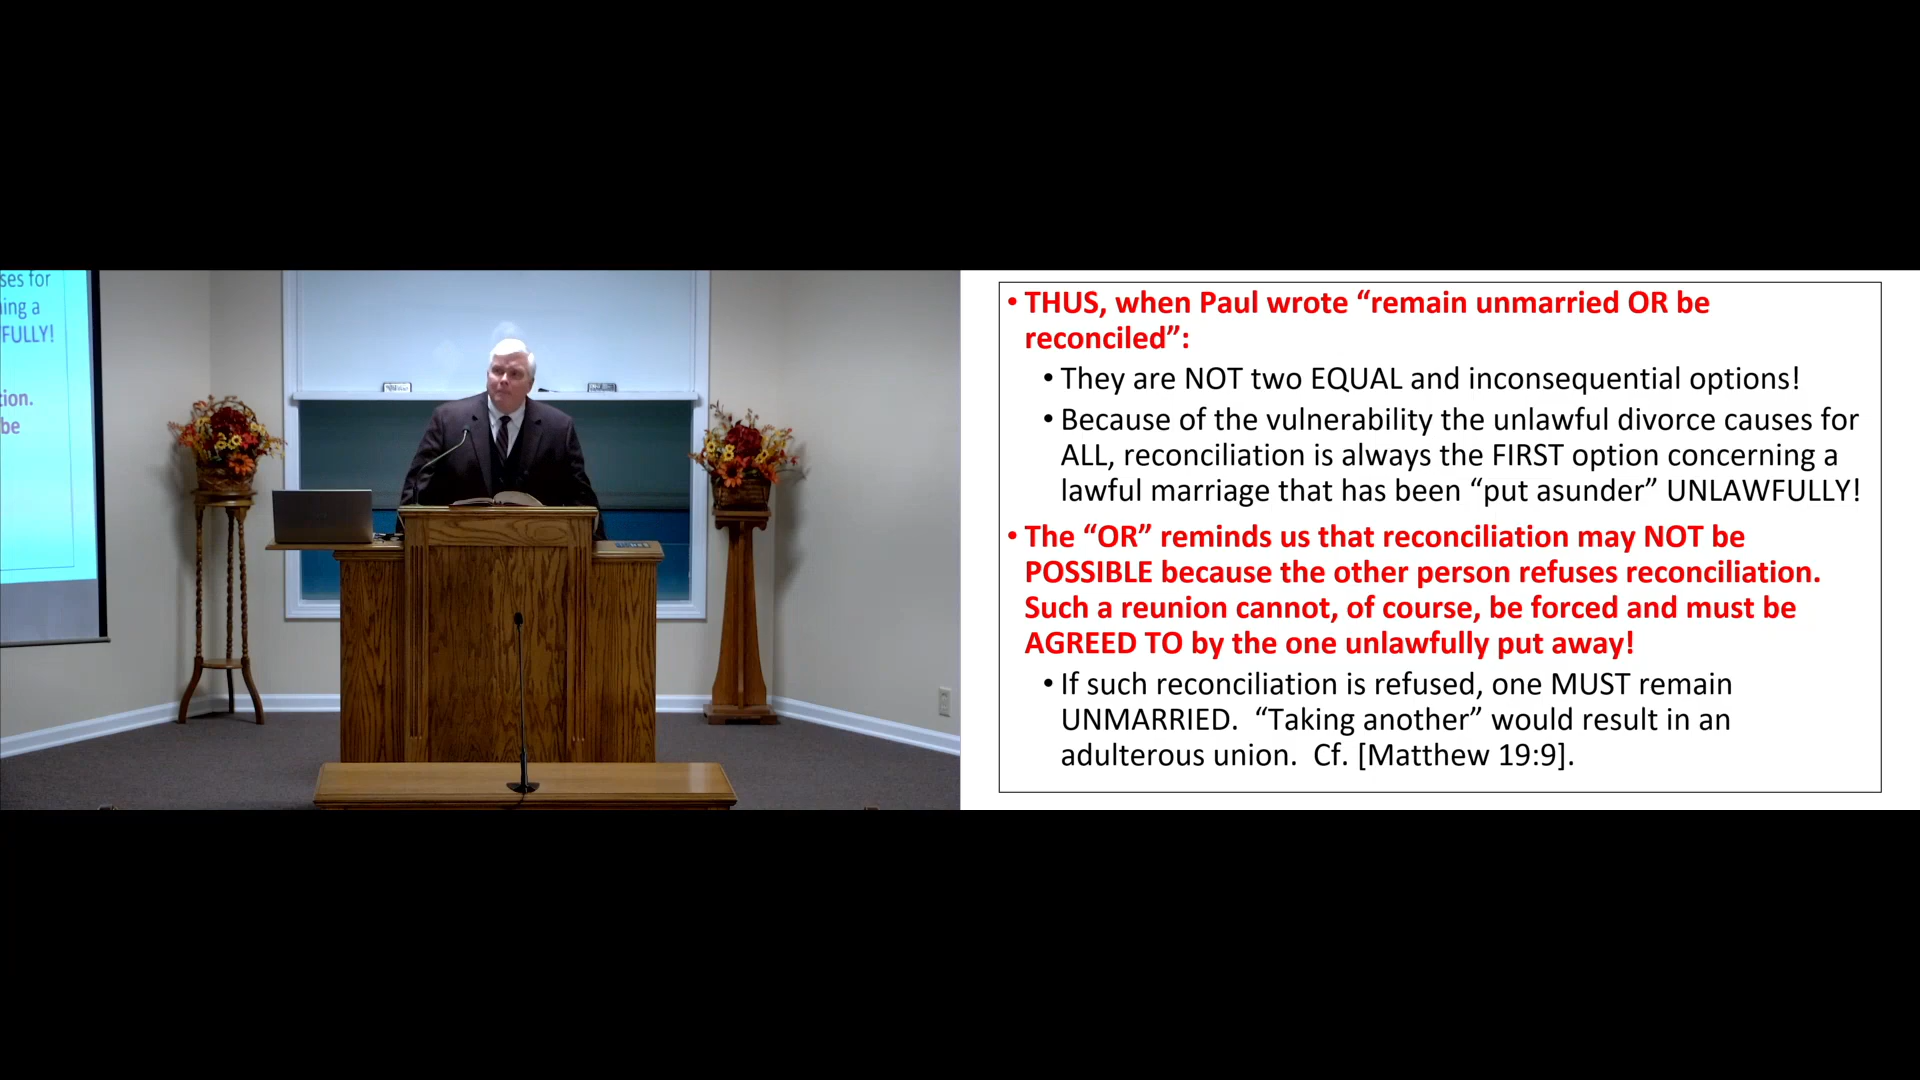 ses for
ing a
FULLY!
tion.
be
• THUS, when Paul wrote “remain unmarried OR be
reconciled”:
• They are NOT two EQUAL and inconsequential options!
• Because of the vulnerability the unlawful divorce causes for
ALL, reconciliation is always the FIRST option concerning a
lawful marriage that has been “put asunder” UNLAWFULLY!
• The “OR” reminds us that reconciliation may NOT be
POSSIBLE because the other person refuses reconciliation.
Such a reunion cannot, of course, be forced and must be
AGREED TO by the one unlawfully put away!
• If such reconciliation is refused, one MUST remain
UNMARRIED.  “Taking another” would result in an
adulterous union.  Cf. [Matthew 19:9].